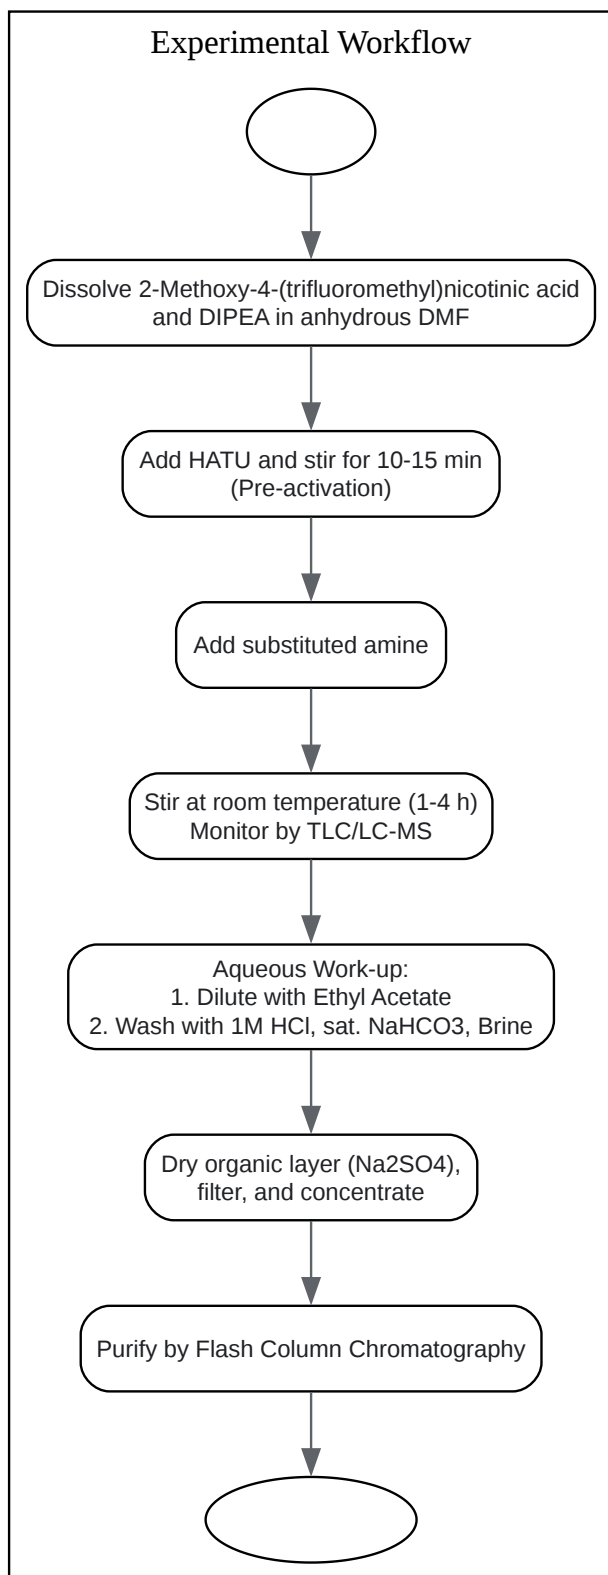 Experimental Workflow
Dissolve 2-Methoxy-4-(trifluoromethyl)nicotinic acid
and DIPEA in anhydrous DMF
Add HATU and stir for 10-15 min
(Pre-activation)
Add substituted amine
Stir at room temperature (1-4 h)
Monitor by TLC/LC-MS
Aqueous Work-up:
1. Dilute with Ethyl Acetate
2. Wash with 1M HCl, sat. NaHCO3, Brine
Dry organic layer (Na2SO4),
filter, and concentrate
Purify by Flash Column Chromatography